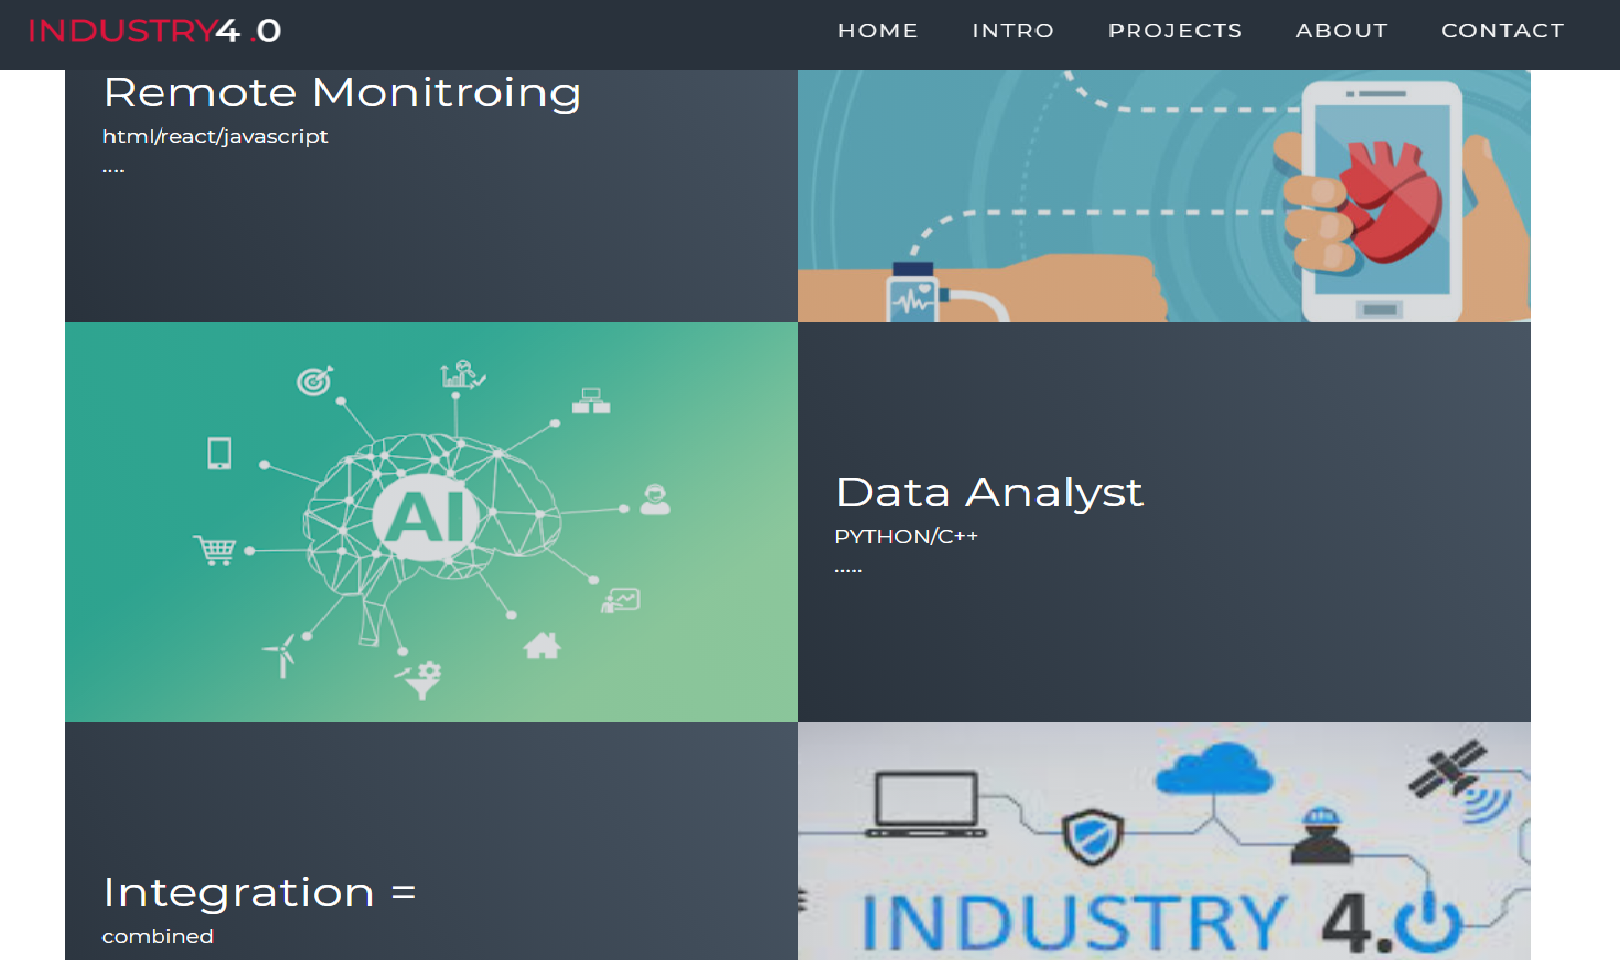 INDUSTRY4 .0
HOME INTRO PROJECTS ABOUT CONTACT
Remote Monitroing
html/react/javascript
....
AI
Data Analyst
PYTHON/C++
.....
Integration =
combined
INDUSTRY 4.0